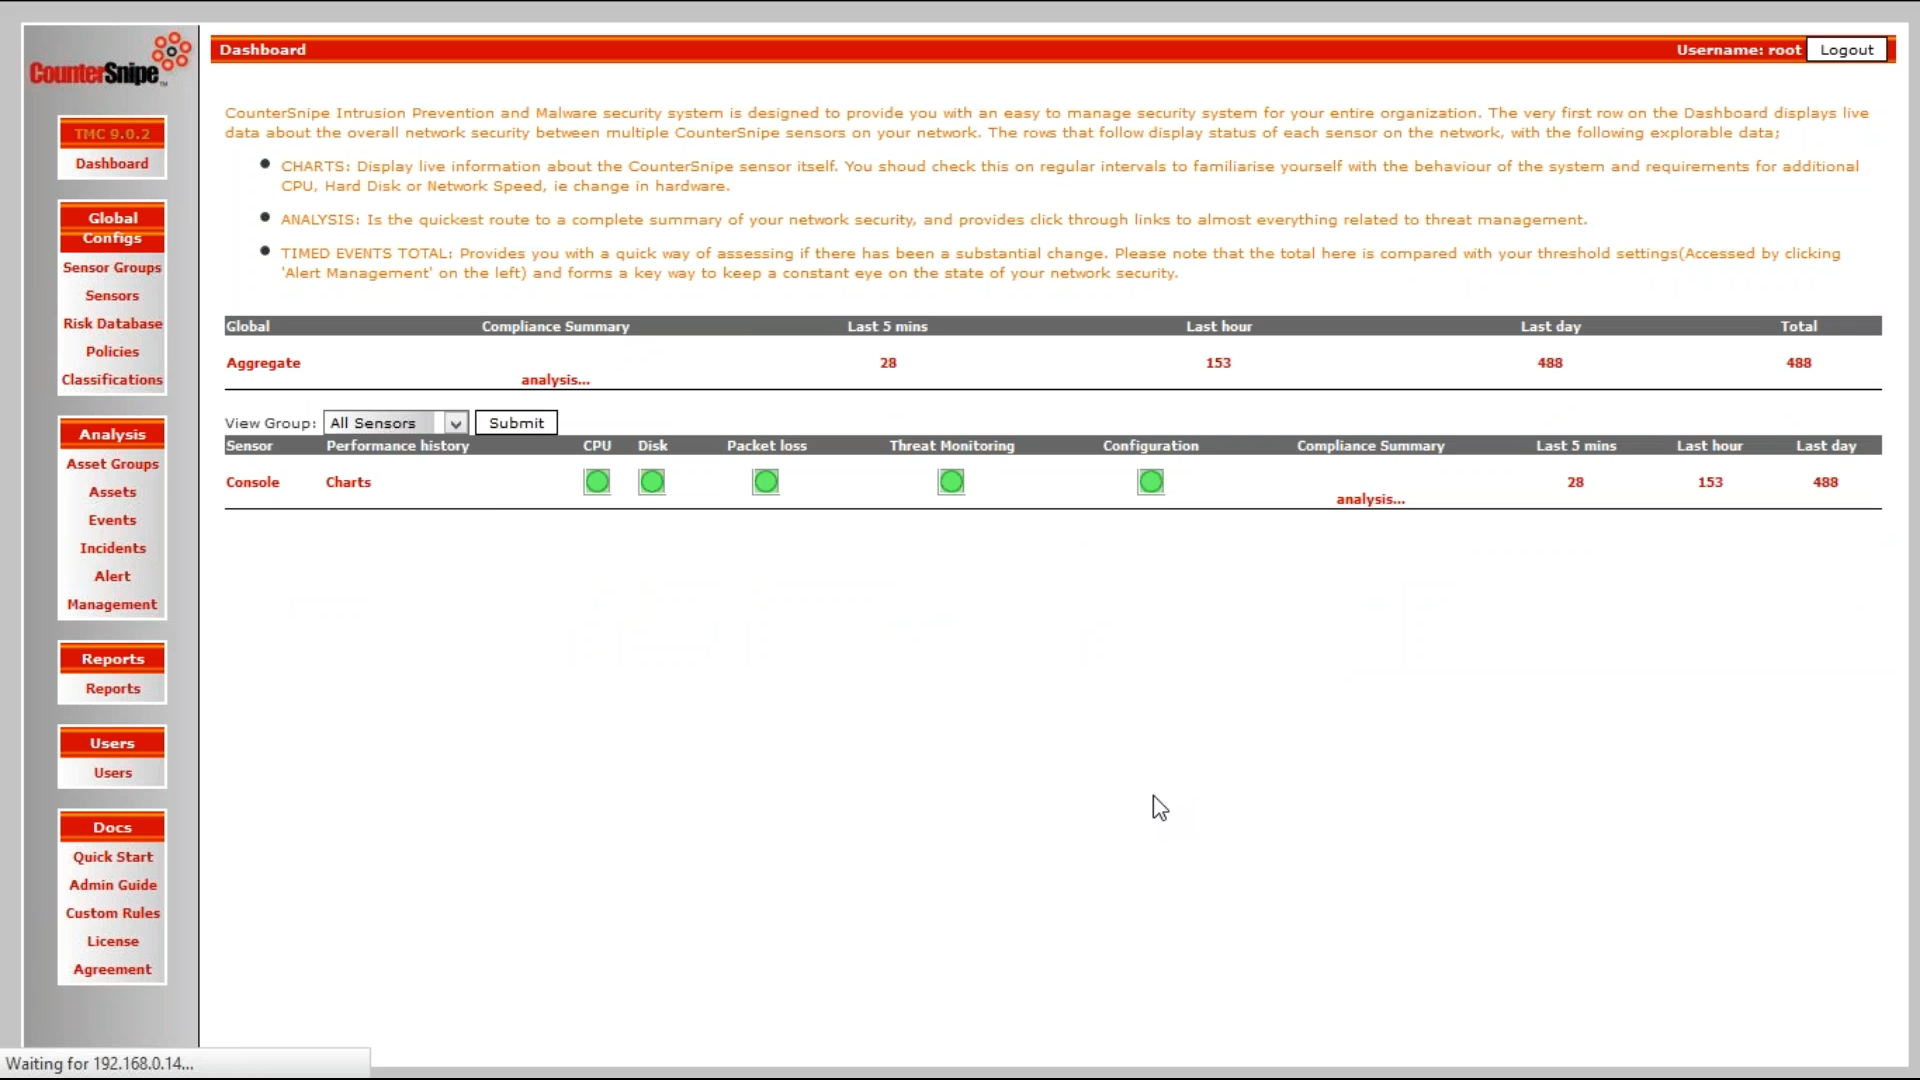 CounterSnipe™
Dashboard
Username: root Logout
TMC 9.0.2
Dashboard
Global
Configs
Sensor Groups
Sensors
Risk Database
Policies
Classifications
Analysis
Asset Groups
Assets
Events
Incidents
Alert
Management
Reports
Reports
Users
Users
Docs
Quick Start
Admin Guide
Custom Rules
License
Agreement
CounterSnipe Intrusion Prevention and Malware security system is designed to provide you with an easy to manage security system for your entire organization. The very first row on the Dashboard displays live
data about the overall network security between multiple CounterSnipe sensors on your network. The rows that follow display status of each sensor on the network, with the following explorable data;
CHARTS: Display live information about the CounterSnipe sensor itself. You shoud check this on regular intervals to familiarise yourself with the behaviour of the system and requirements for additional
CPU, Hard Disk or Network Speed, ie change in hardware.
ANALYSIS: Is the quickest route to a complete summary of your network security, and provides click through links to almost everything related to threat management.
TIMED EVENTS TOTAL: Provides you with a quick way of assessing if there has been a substantial change. Please note that the total here is compared with your threshold settings(Accessed by clicking
'Alert Management' on the left) and forms a key way to keep a constant eye on the state of your network security.
Global Compliance Summary Last 5 mins Last hour Last day Total
Aggregate 28 153 488 488
analysis...
View Group: All Sensors Submit
Sensor Performance history CPU Disk Packet loss Threat Monitoring Configuration Compliance Summary Last 5 mins Last hour Last day
Console Charts 28 153 488
analysis...
Waiting for 192.168.0.14...